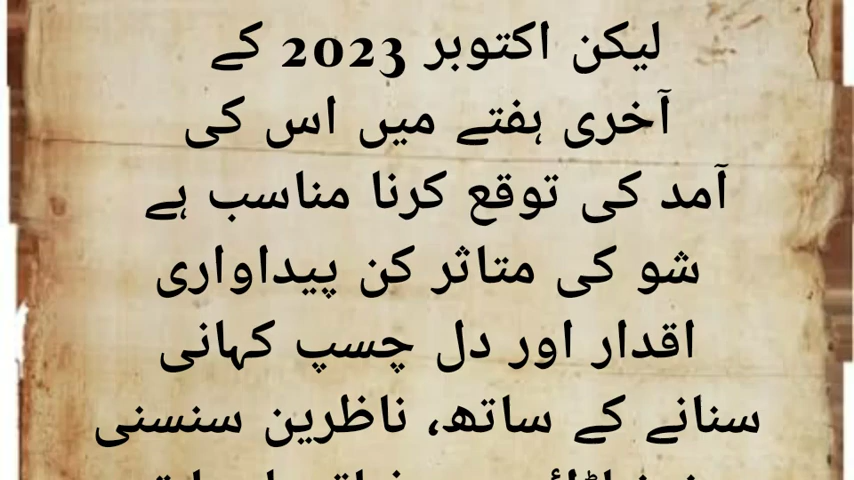 لیکن اکتوبر 2023 کے
آخری ہفتے میں اس کی
آمد کی توقع کرنا مناسب ہے
شو کی متاثر کن پیداواری
اقدار اور دل چسپ کہانی
سنانے کے ساتھ، ناظرین سنسنی